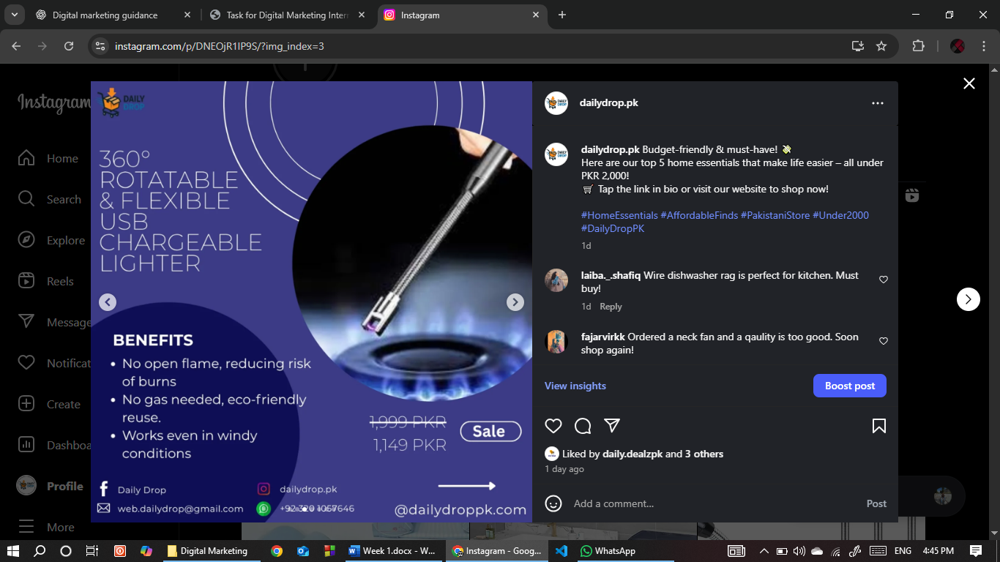 Digital marketing guidance
Task for Digital Marketing Inter
Instagram
instagram.com/p/DNEOjR1IP9S/?img_index=3
Instagram
Home
Search
Explore
Reels
Message
Notificat
Create
Dashboa
Profile
More
DAILY
DROP
360°
ROTATABLE
& FLEXIBLE
USB
CHARGEABLE
LIGHTER
BENEFITS
• No open flame, reducing risk
of burns
• No gas needed, eco-friendly
reuse.
• Works even in windy
conditions
1,999 PKR
1,149 PKR
Sale
Daily Drop
dailydrop.pk
web.dailydrop@gmail.com
@dailydroppk.com
dailydrop.pk
dailydrop.pk Budget-friendly & must-have! 💸
Here are our top 5 home essentials that make life easier – all under
PKR 2,000!
🛒 Tap the link in bio or visit our website to shop now!
#HomeEssentials #AffordableFinds #PakistaniStore #Under2000
#DailyDropPK
1d
laiba._.shafiq Wire dishwasher rag is perfect for kitchen. Must
buy!
1d Reply
fajarvirkk Ordered a neck fan and a qaulity is too good. Soon
shop again!
View insights
Boost post
Liked by daily.dealzpk and 3 others
1 day ago
Add a comment...
Post
Digital Marketing
Week 1.docx - W...
Instagram - Goog...
WhatsApp
ENG
4:45 PM